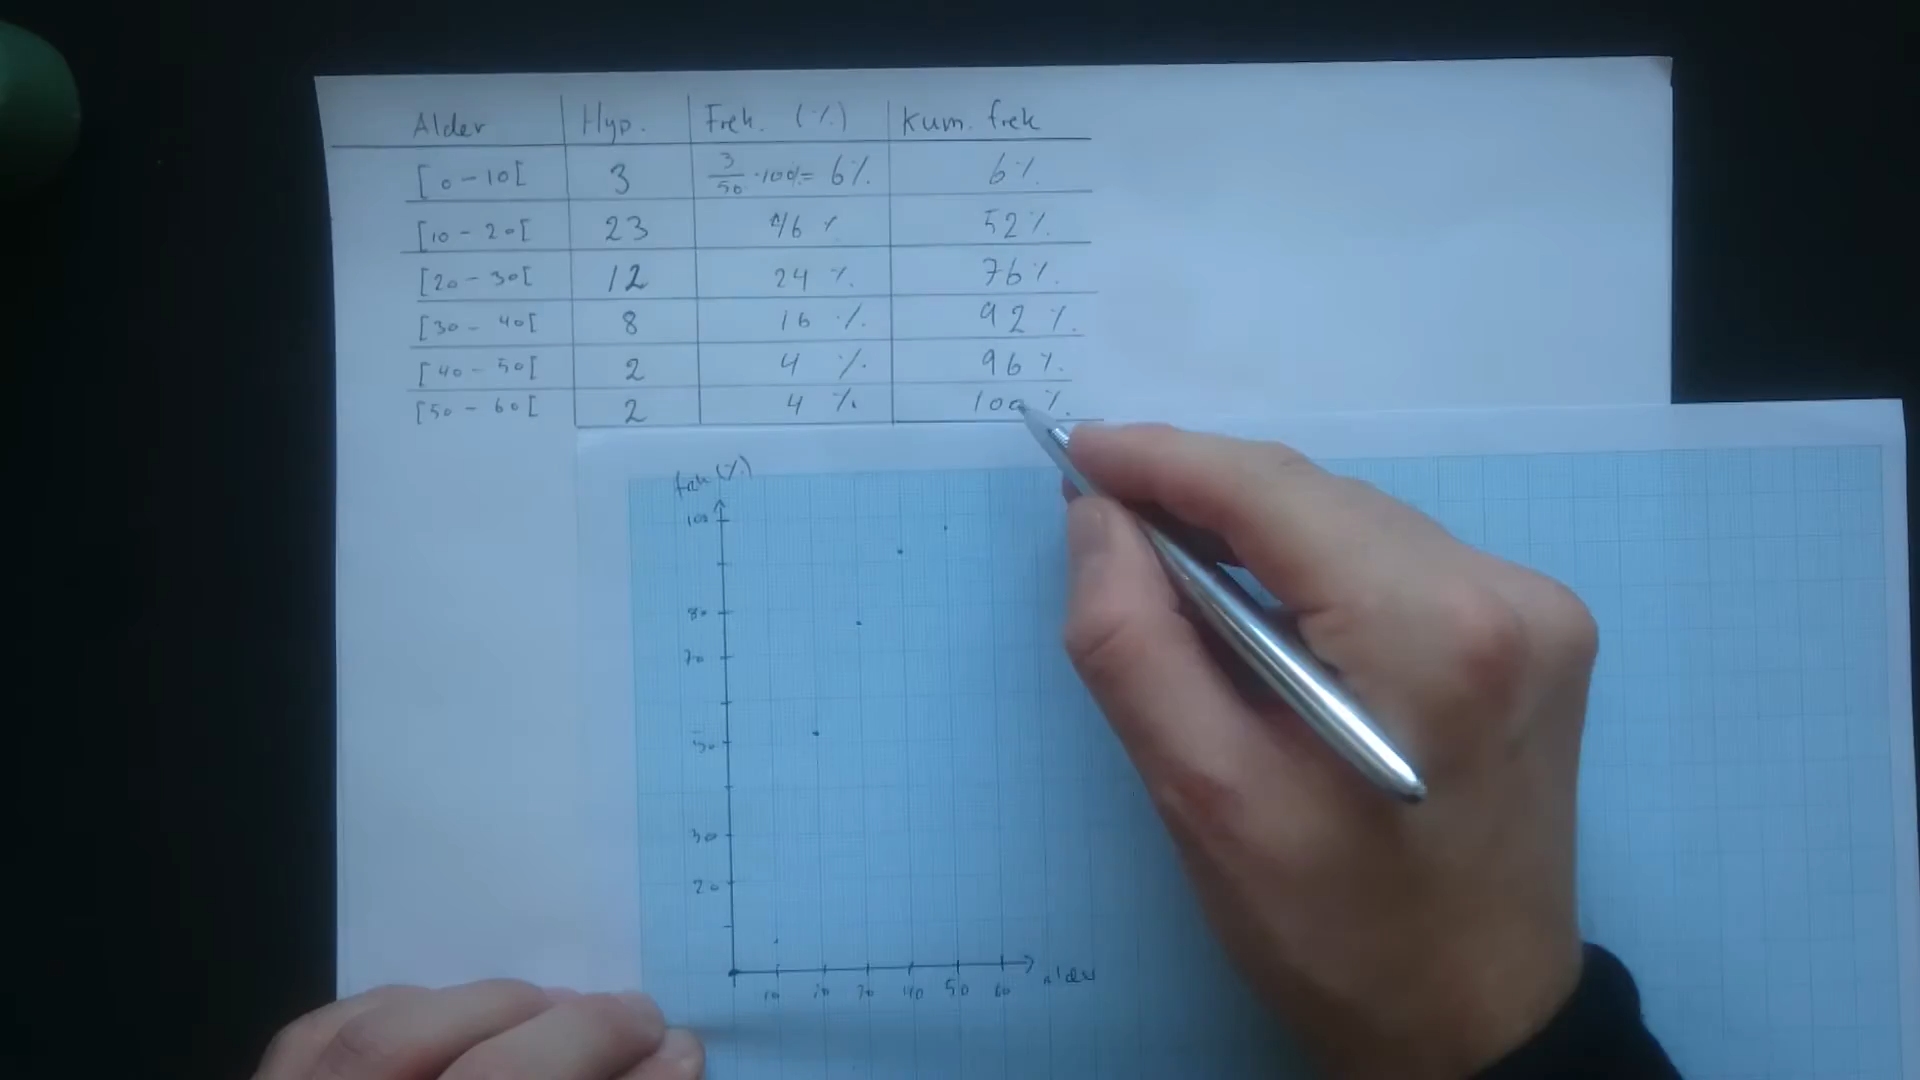 Alder Hyp. Frek. (%) Kum. frek
[0-10[ 3 3/50 · 100% = 6% 6%
[10-20[ 23 46% 52%
[20-30[ 12 24% 76%
[30-40[ 8 16% 92%
[40-50[ 2 4% 96%
[50-60[ 2 4% 100%
frek (%)
100
80
70
50
30
20
10 20 30 40 50 60 alder